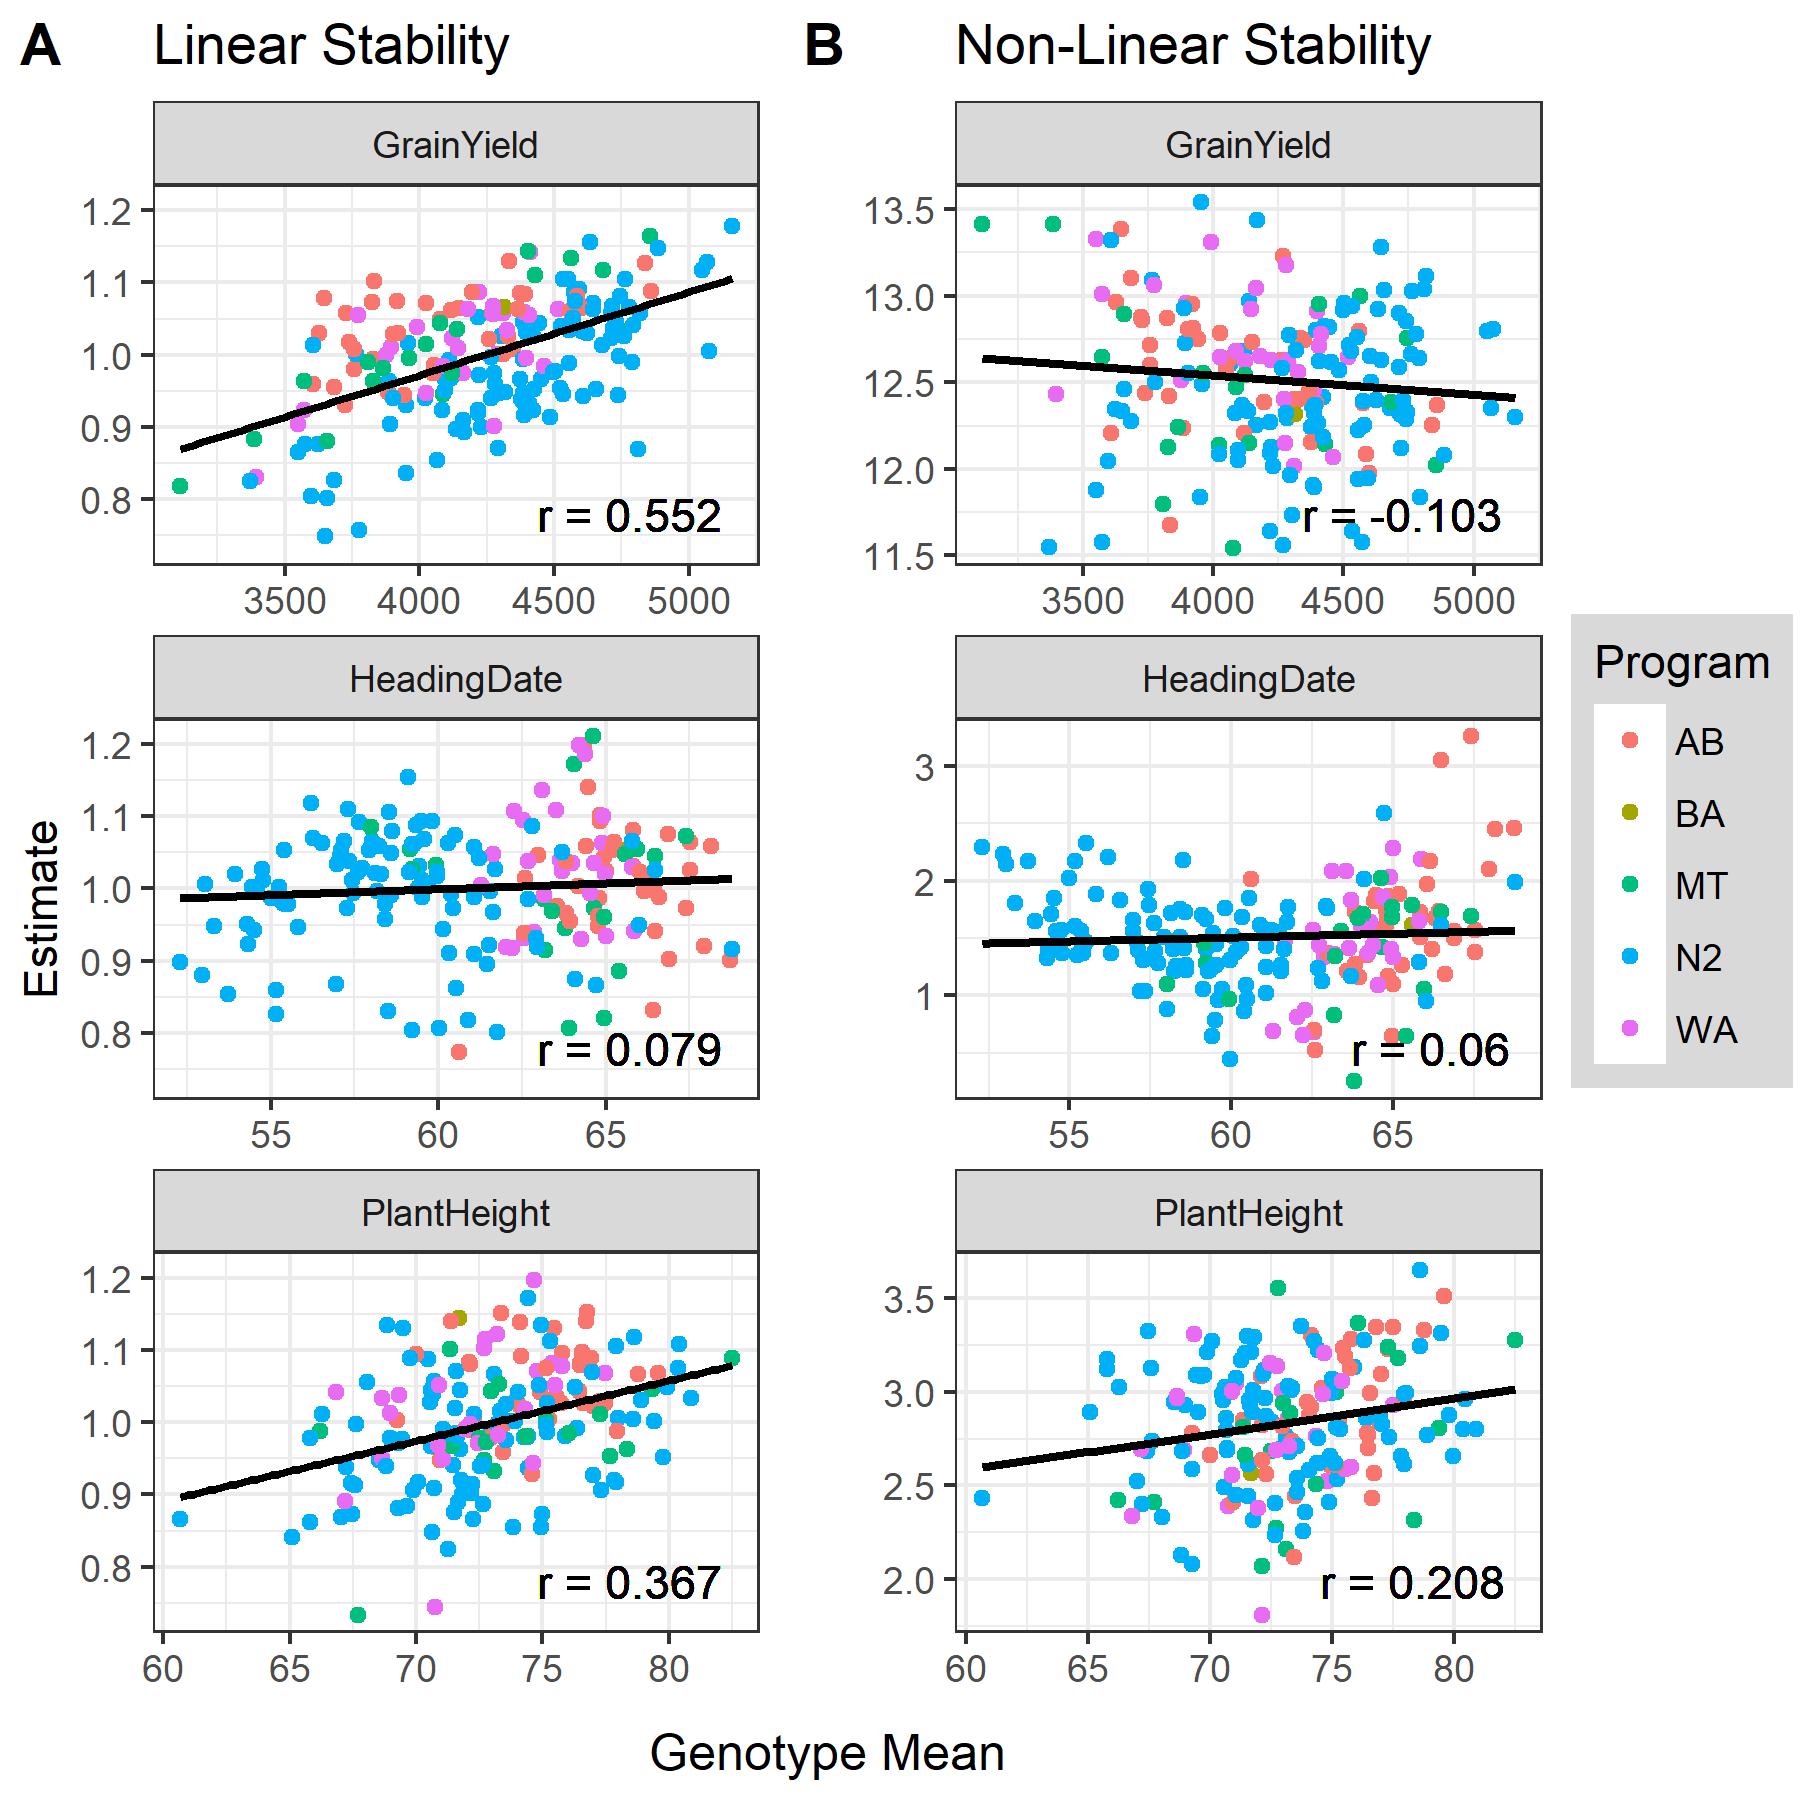 A Linear Stability
B Non-Linear Stability
GrainYield
1.2
1.1
1.0
0.9
0.8
r = 0.552
3500 4000 4500 5000
GrainYield
13.5
13.0
12.5
12.0
11.5
r = -0.103
3500 4000 4500 5000
Estimate
HeadingDate
1.2
1.1
1.0
0.9
0.8
r = 0.079
55 60 65
HeadingDate
3
2
1
r = 0.06
55 60 65
Program
AB
BA
MT
N2
WA
PlantHeight
1.2
1.1
1.0
0.9
0.8
r = 0.367
60 65 70 75 80
PlantHeight
3.5
3.0
2.5
2.0
r = 0.208
60 65 70 75 80
Genotype Mean